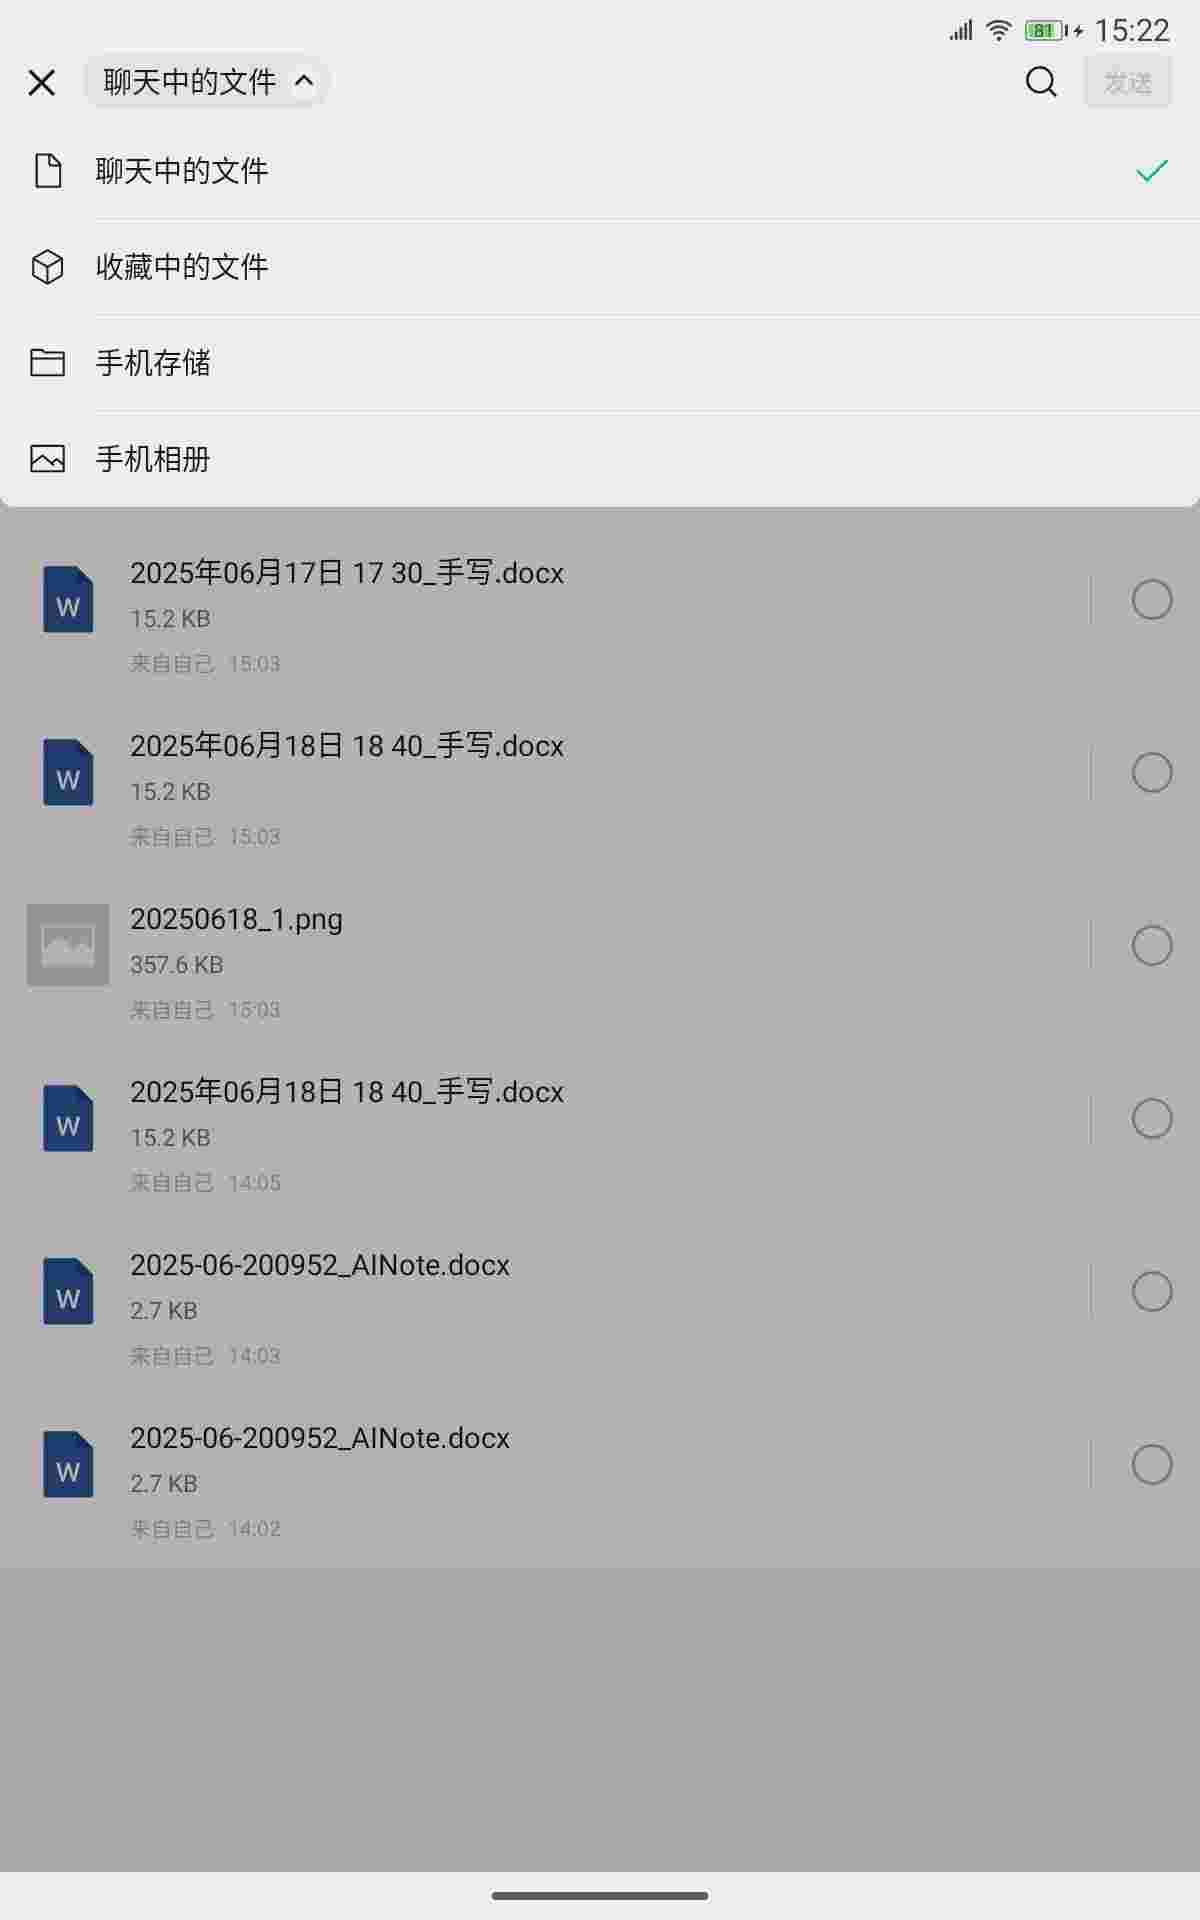 81 15:22
聊天中的文件
发送
聊天中的文件
收藏中的文件
手机存储
手机相册
2025年06月17日 17 30_手写.docx
15.2 KB
来自自己 15:03
2025年06月18日 18 40_手写.docx
15.2 KB
来自自己 15:03
20250618_1.png
357.6 KB
来自自己 15:03
2025年06月18日 18 40_手写.docx
15.2 KB
来自自己 14:05
2025-06-200952_AINote.docx
2.7 KB
来自自己 14:03
2025-06-200952_AINote.docx
2.7 KB
来自自己 14:02